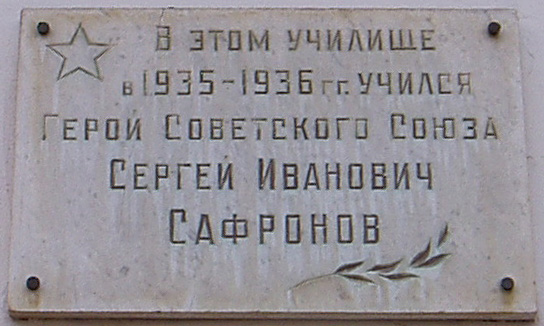 В ЭТОМ УЧИЛИЩЕ
В 1935-1936 ГГ. УЧИЛСЯ
ГЕРОЙ СОВЕТСКОГО СОЮЗА
СЕРГЕЙ ИВАНОВИЧ
САФРОНОВ